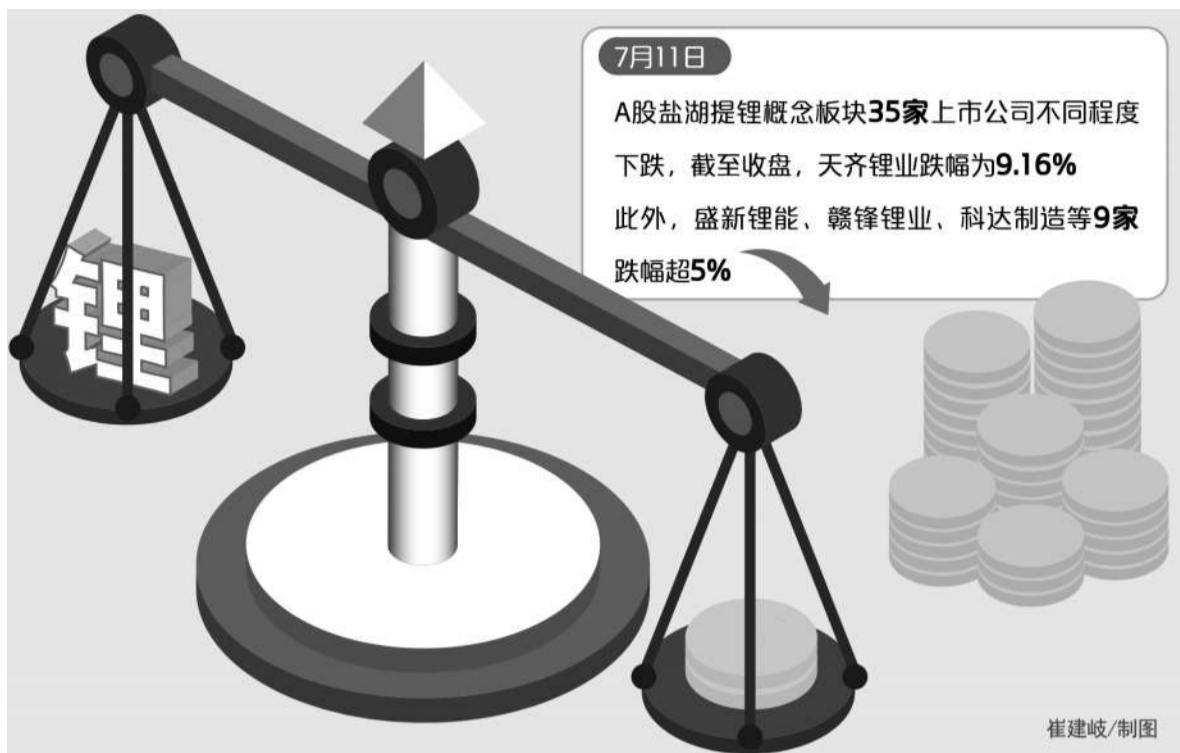 7月11日
A股盐湖提锂概念板块35家上市公司不同程度
下跌，截至收盘，天齐锂业跌幅为9.16%
此外，盛新锂能、赣锋锂业、科达制造等9家
跌幅超5%
锂
崔建岐/制图